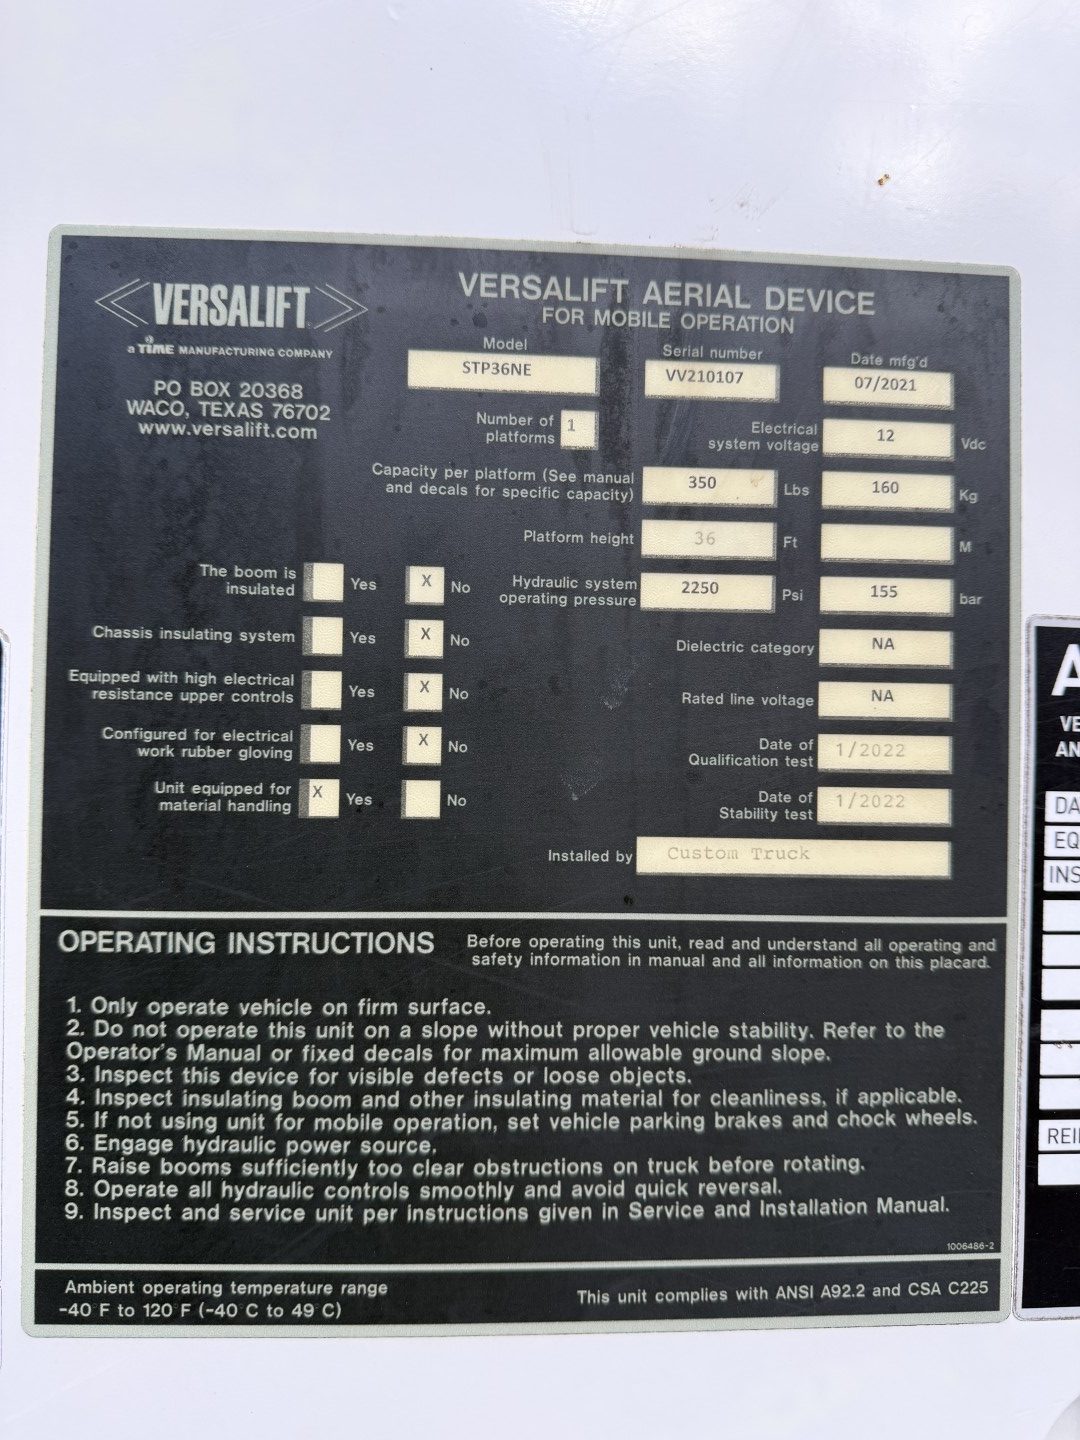 VERSALIFT
a TIME MANUFACTURING COMPANY
PO BOX 20368
WACO, TEXAS 76702
www.versalift.com
VERSALIFT AERIAL DEVICE
FOR MOBILE OPERATION
Model
STP36NE
Serial number
VV210107
Date mfg'd
07/2021
Number of
platforms
1
Electrical
system voltage
12
Vdc
Capacity per platform (See manual
and decals for specific capacity)
350
Lbs
160
Kg
Platform height
36
Ft
M
Hydraulic system
operating pressure
2250
Psi
155
bar
The boom is
insulated
Yes
X
No
Chassis insulating system
Yes
X
No
Equipped with high electrical
resistance upper controls
Yes
X
No
Configured for electrical
work rubber gloving
Yes
X
No
Unit equipped for
material handling
X
Yes
No
Dielectric category
NA
Rated line voltage
NA
Date of
Qualification test
1/2022
Date of
Stability test
1/2022
Installed by
Custom Truck
OPERATING INSTRUCTIONS
Before operating this unit, read and understand all operating and
safety information in manual and all information on this placard.
1. Only operate vehicle on firm surface.
2. Do not operate this unit on a slope without proper vehicle stability. Refer to the
Operator's Manual or fixed decals for maximum allowable ground slope.
3. Inspect this device for visible defects or loose objects.
4. Inspect insulating boom and other insulating material for cleanliness, if applicable.
5. If not using unit for mobile operation, set vehicle parking brakes and chock wheels.
6. Engage hydraulic power source.
7. Raise booms sufficiently too clear obstructions on truck before rotating.
8. Operate all hydraulic controls smoothly and avoid quick reversal.
9. Inspect and service unit per instructions given in Service and Installation Manual.
1006486-2
Ambient operating temperature range
-40°F to 120°F (-40°C to 49°C)
This unit complies with ANSI A92.2 and CSA C225